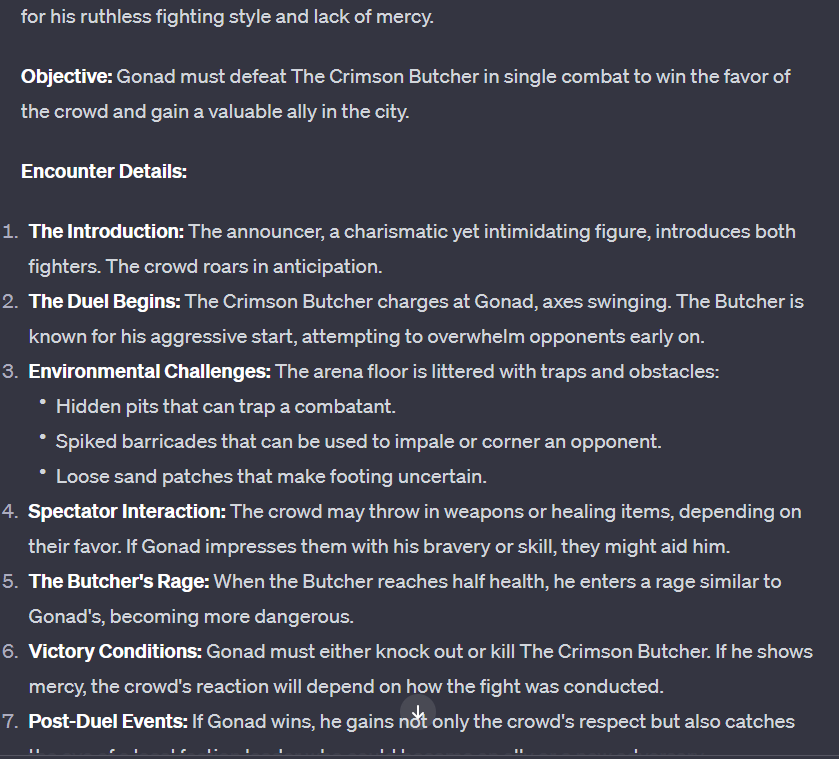 for his ruthless fighting style and lack of mercy.
Objective: Gonad must defeat The Crimson Butcher in single combat to win the favor of
the crowd and gain a valuable ally in the city.
Encounter Details:
1. The Introduction: The announcer, a charismatic yet intimidating figure, introduces both
fighters. The crowd roars in anticipation.
2. The Duel Begins: The Crimson Butcher charges at Gonad, axes swinging. The Butcher is
known for his aggressive start, attempting to overwhelm opponents early on.
3. Environmental Challenges: The arena floor is littered with traps and obstacles:
• Hidden pits that can trap a combatant.
• Spiked barricades that can be used to impale or corner an opponent.
• Loose sand patches that make footing uncertain.
4. Spectator Interaction: The crowd may throw in weapons or healing items, depending on
their favor. If Gonad impresses them with his bravery or skill, they might aid him.
5. The Butcher's Rage: When the Butcher reaches half health, he enters a rage similar to
Gonad's, becoming more dangerous.
6. Victory Conditions: Gonad must either knock out or kill The Crimson Butcher. If he shows
mercy, the crowd's reaction will depend on how the fight was conducted.
7. Post-Duel Events: If Gonad wins, he gains not only the crowd's respect but also catches